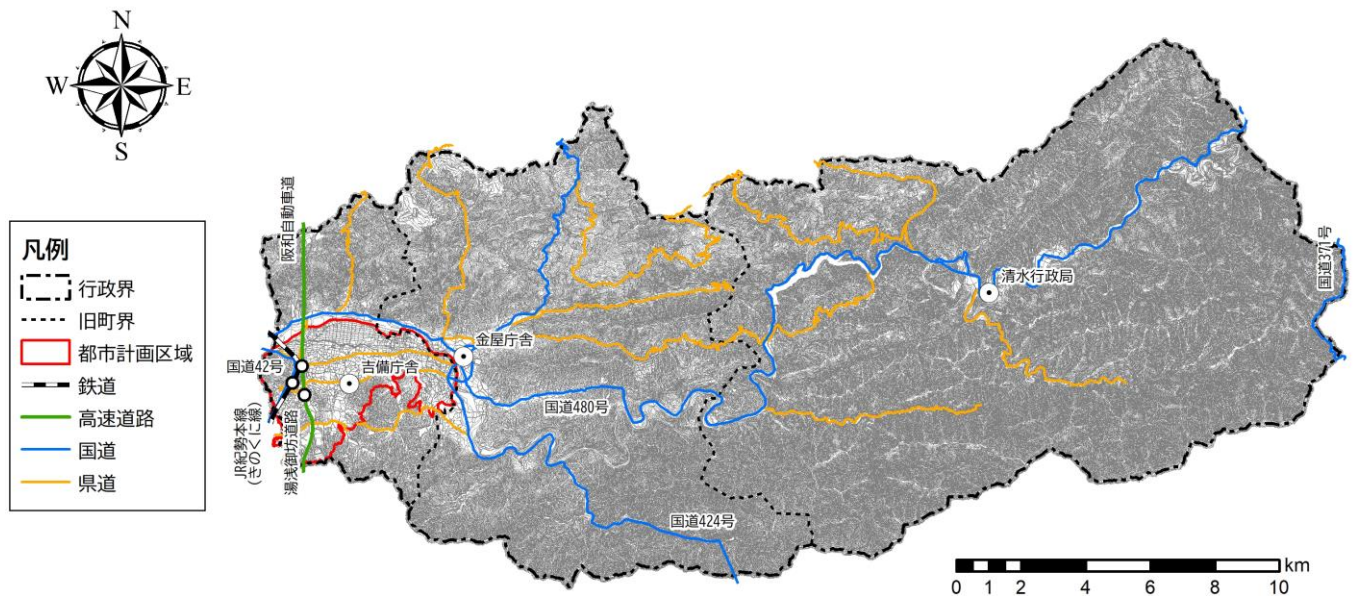 N
W
E
S
凡例
行政界
旧町界
都市計画区域
鉄道
高速道路
国道
県道
阪和自動車道
国道42号
吉備庁舎
金屋庁舎
JR紀勢本線
(きのくに線)
湯浅御坊道路
国道480号
国道424号
清水行政局
国道371号
0 1 2 4 6 8 10 km